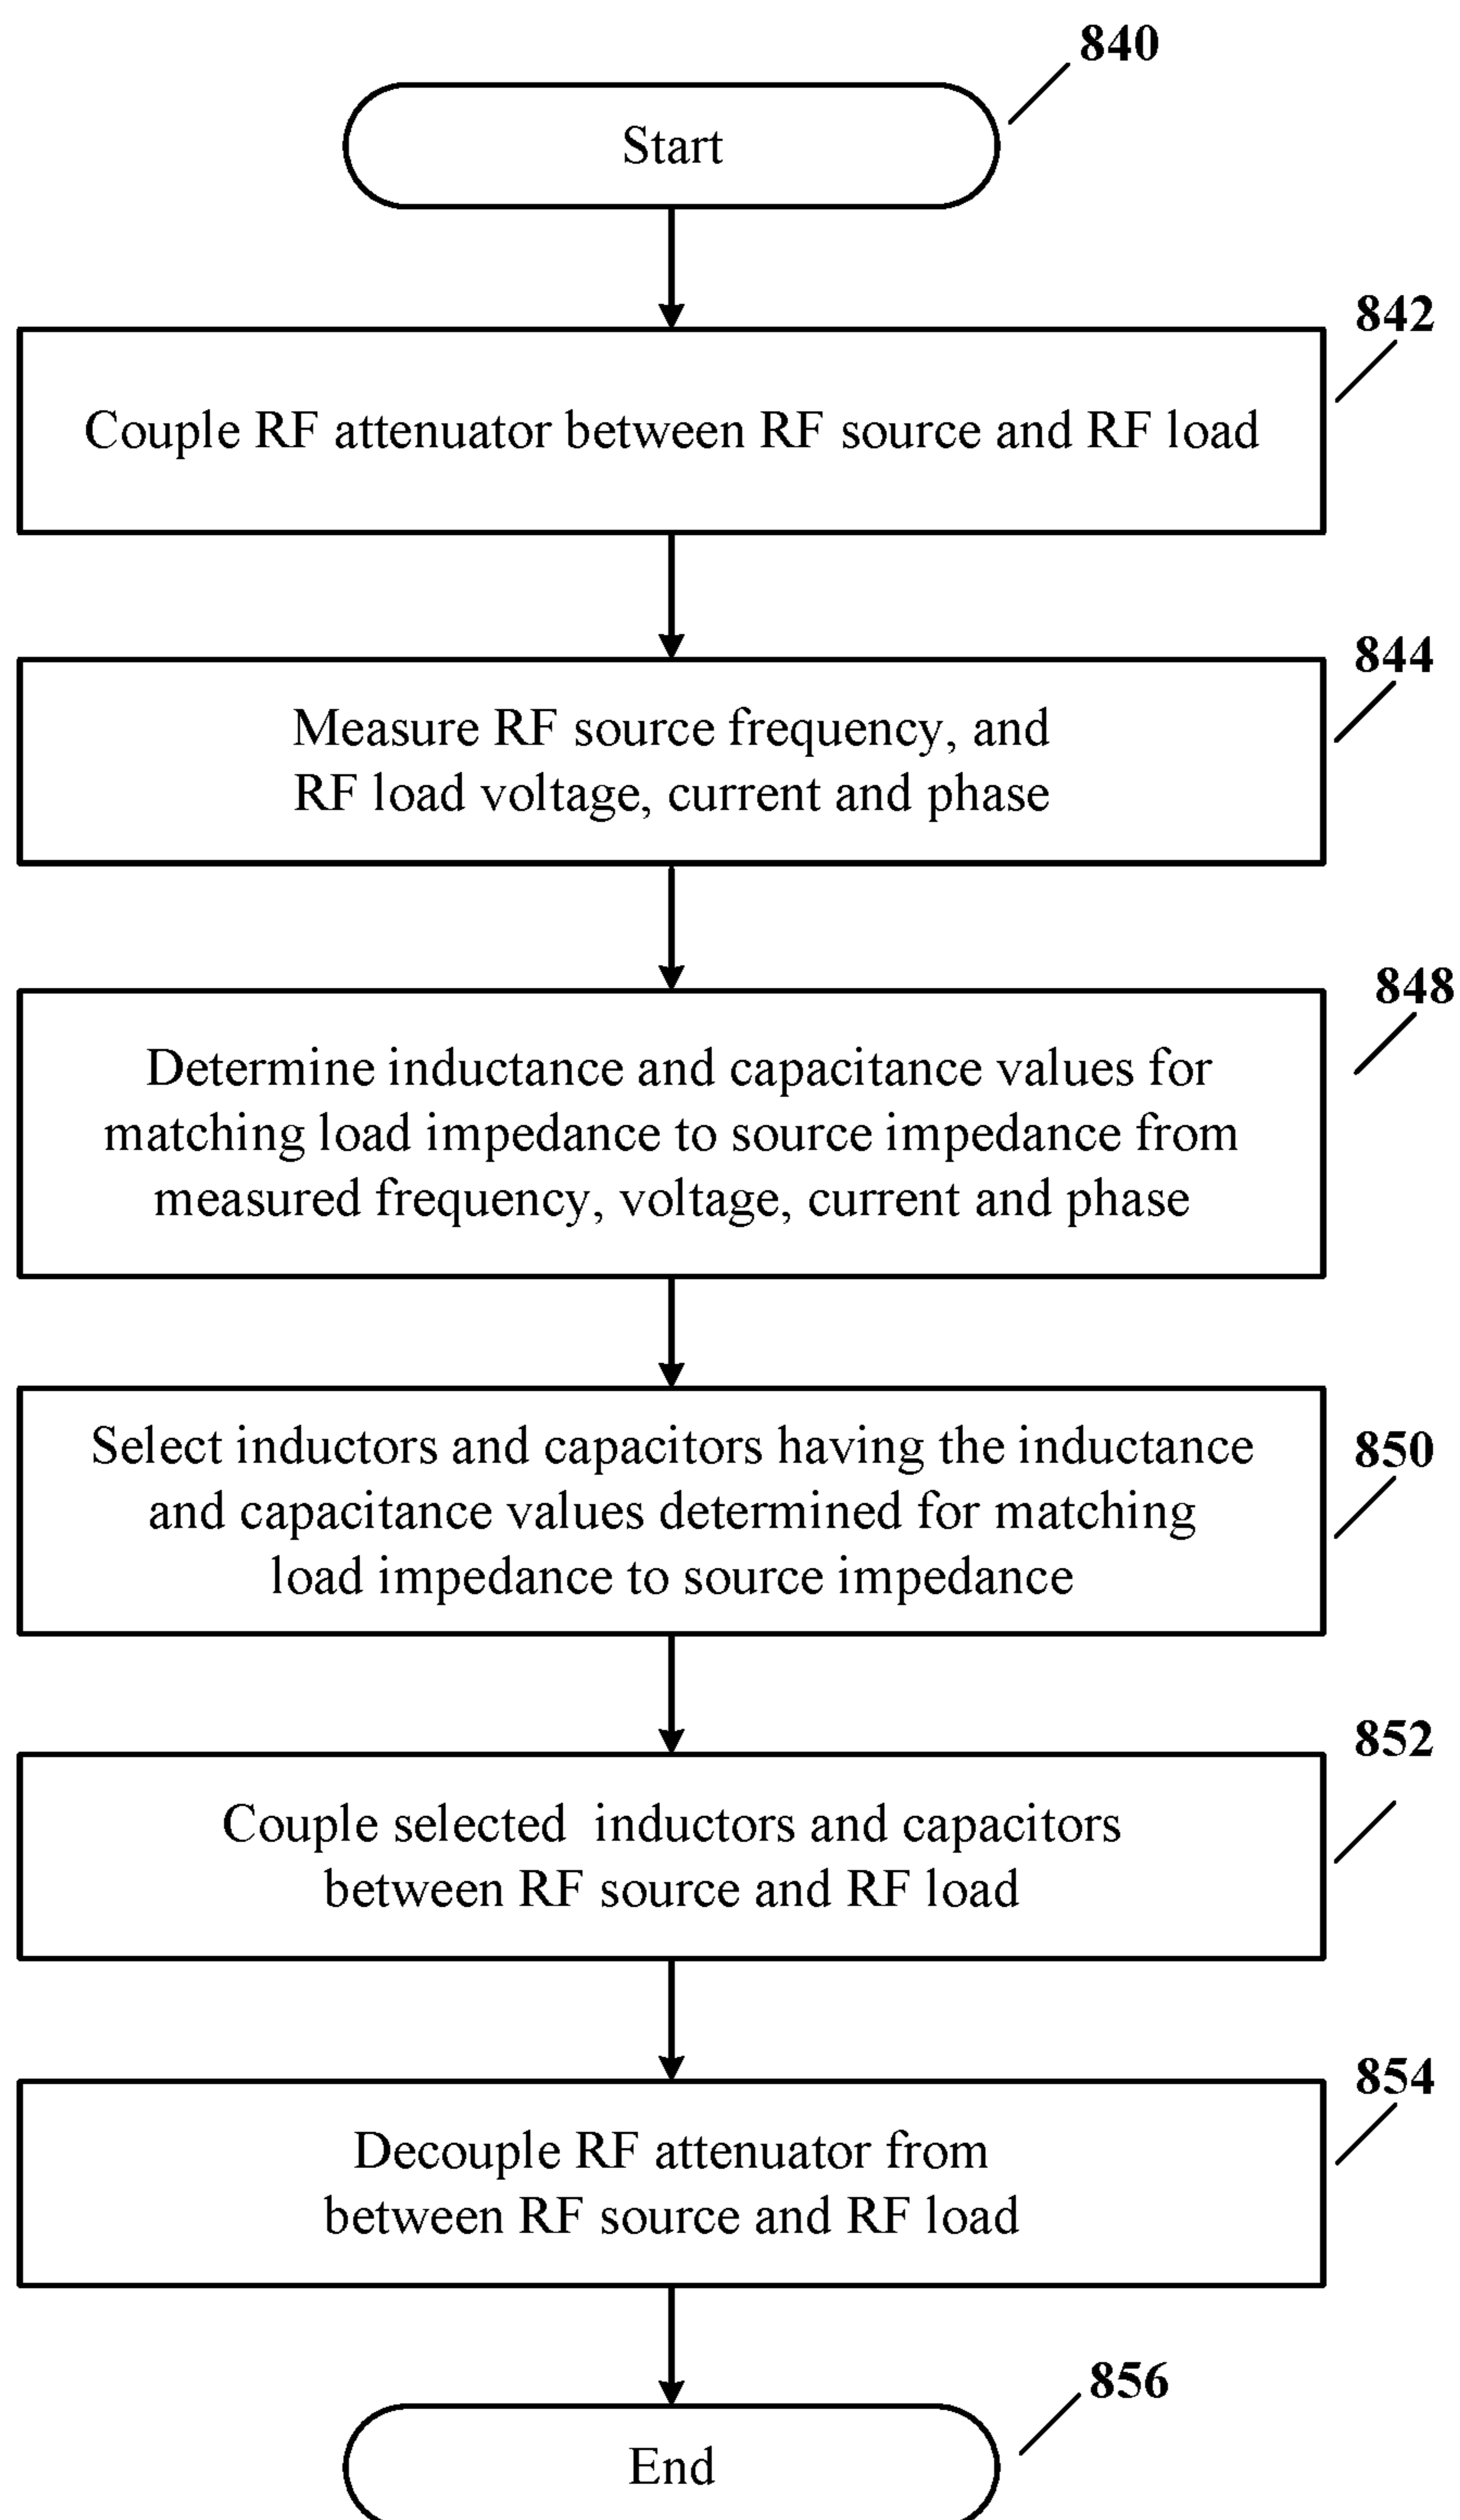 840
Start
842
Couple RF attenuator between RF source and RF load
844
Measure RF source frequency, and
RF load voltage, current and phase
848
Determine inductance and capacitance values for
matching load impedance to source impedance from
measured frequency, voltage, current and phase
850
Select inductors and capacitors having the inductance
and capacitance values determined for matching
load impedance to source impedance
852
Couple selected inductors and capacitors
between RF source and RF load
854
Decouple RF attenuator from
between RF source and RF load
856
End